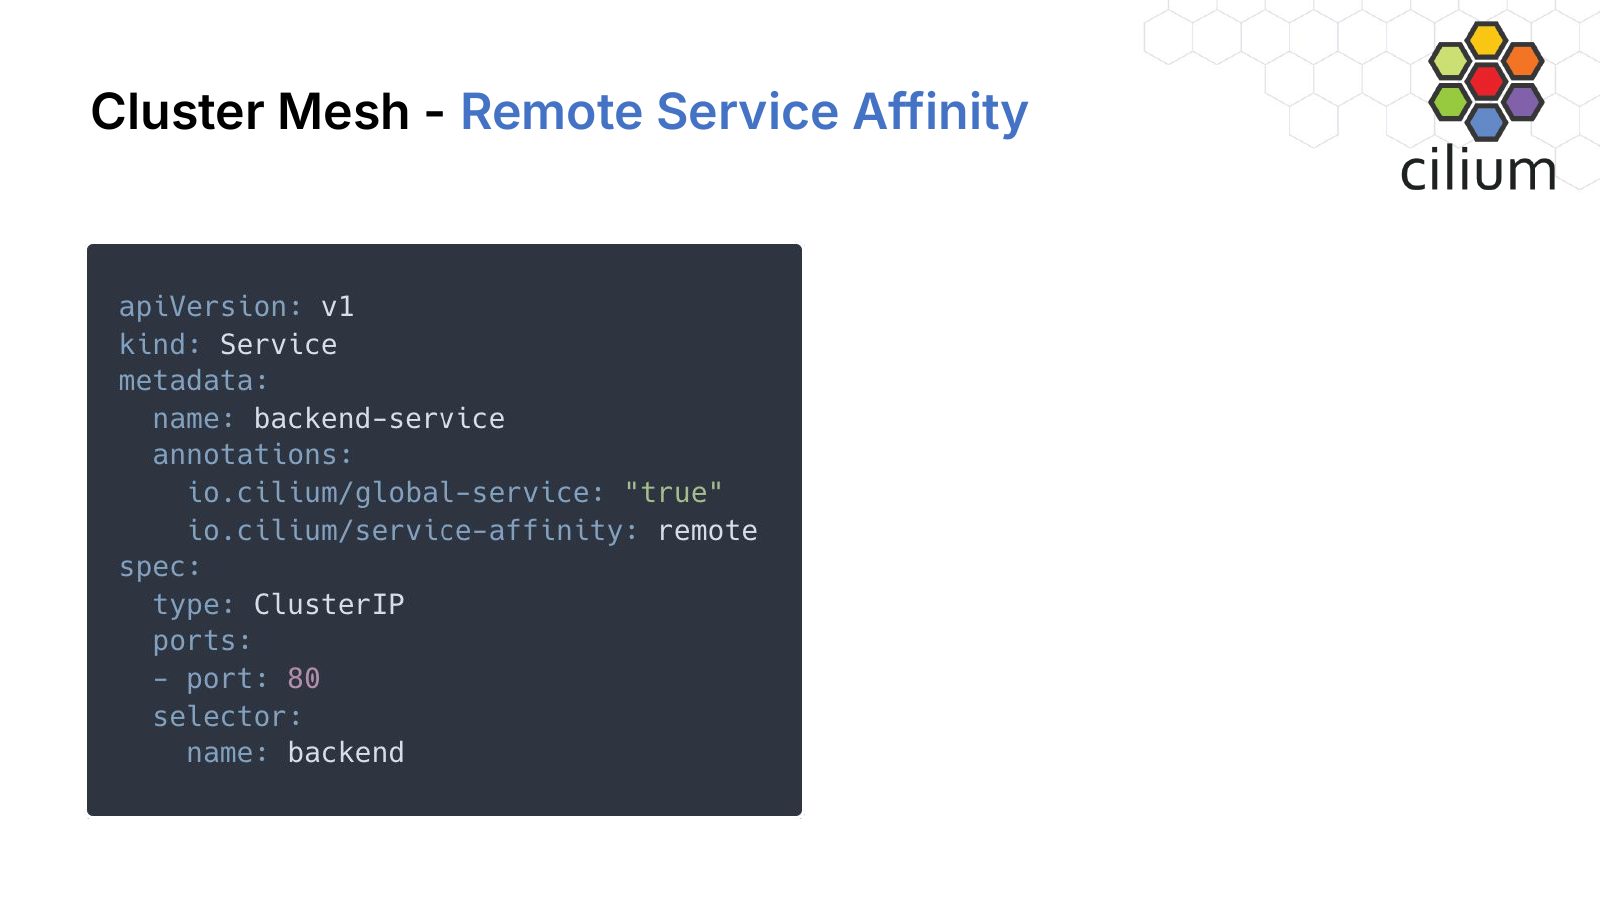 Cluster Mesh - Remote Service Affinity
cilium
apiVersion: v1
kind: Service
metadata:
  name: backend-service
  annotations:
    io.cilium/global-service: "true"
    io.cilium/service-affinity: remote
spec:
  type: ClusterIP
  ports:
  - port: 80
  selector:
    name: backend